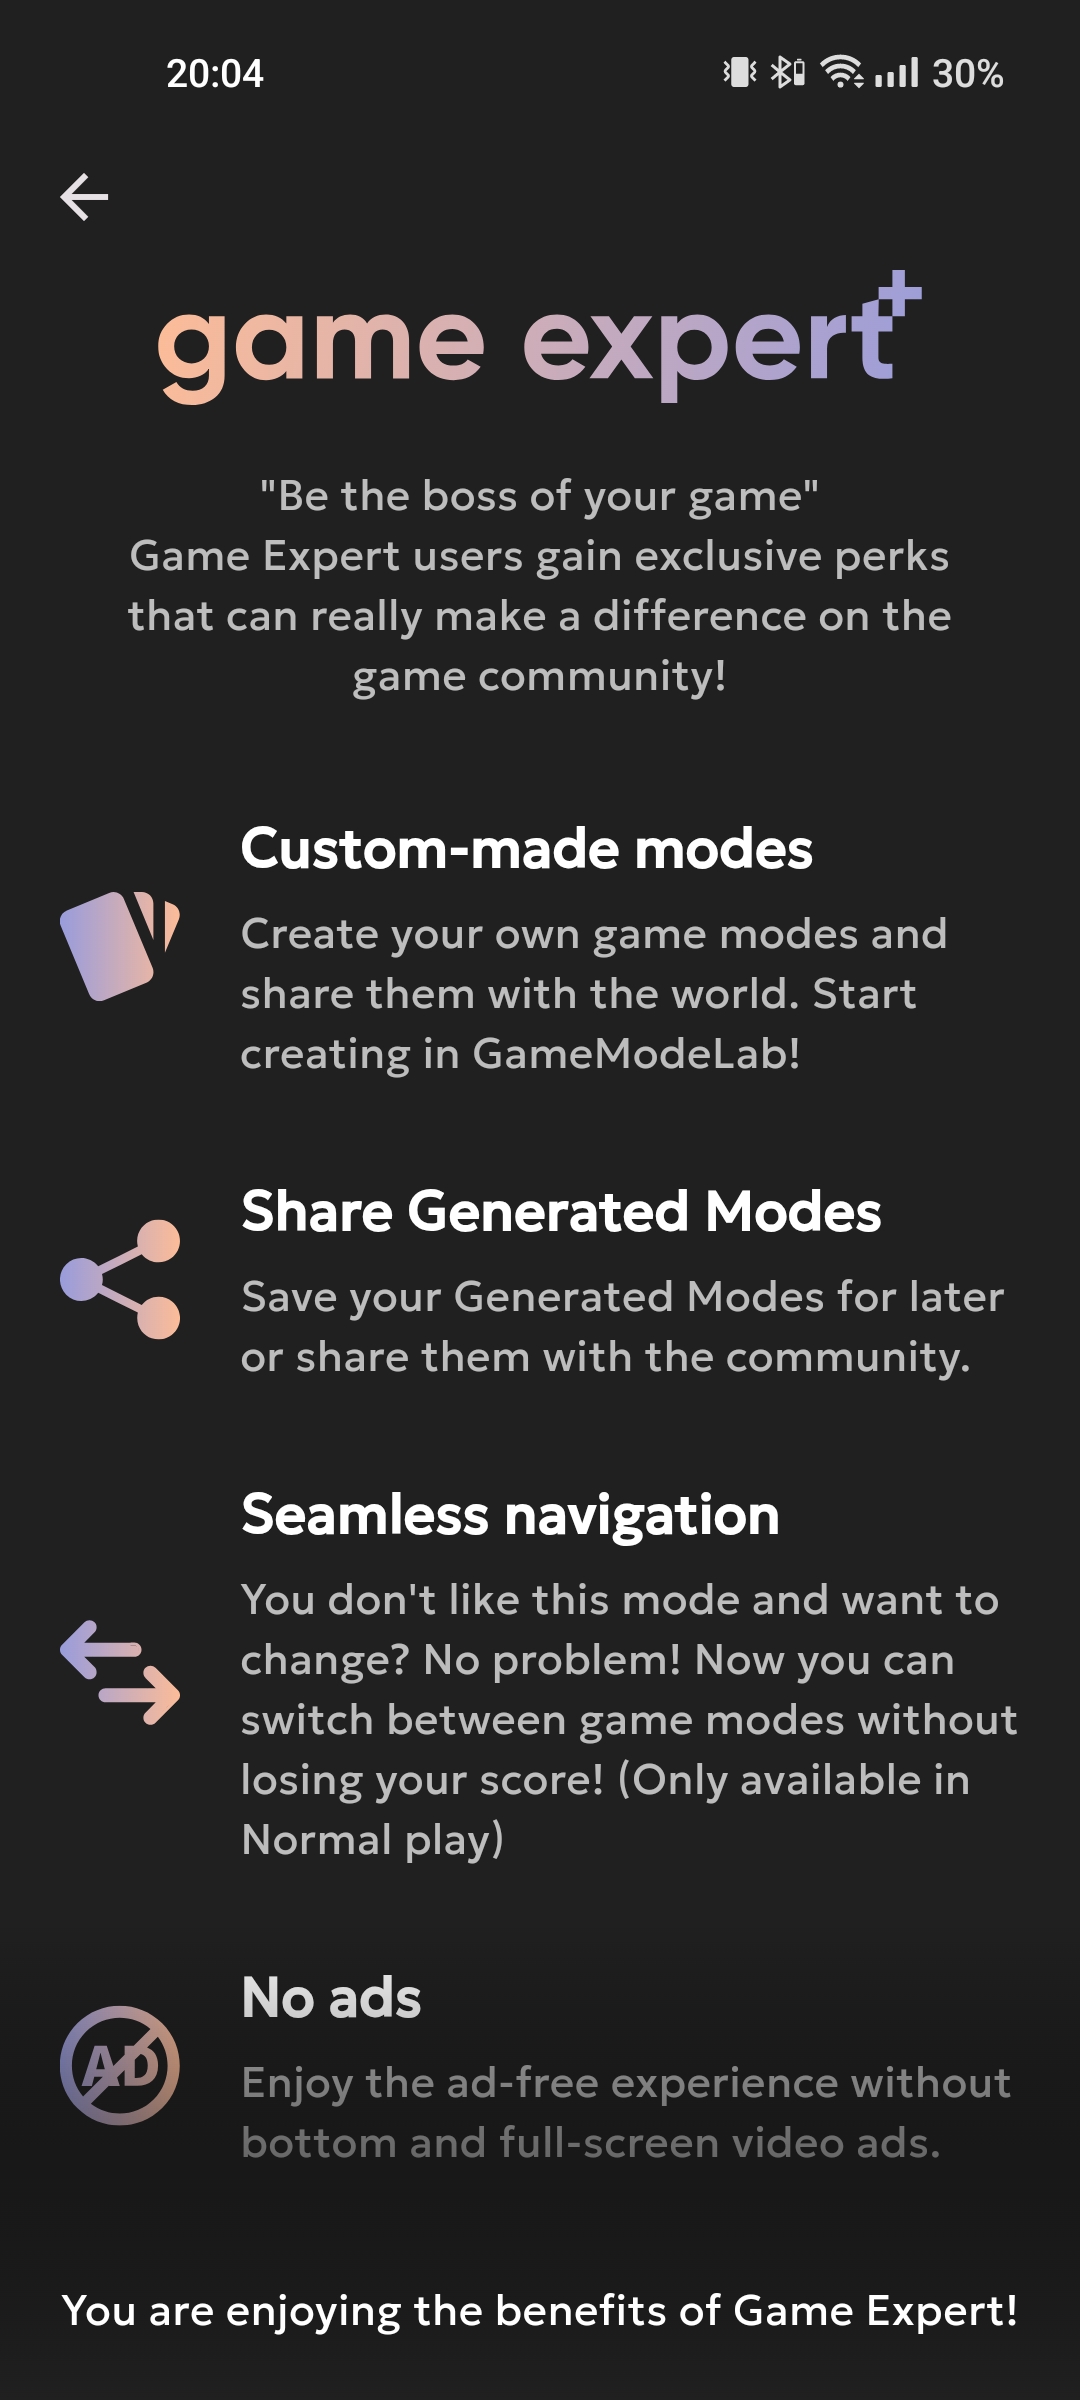 20:04
30%
game expert+
"Be the boss of your game"
Game Expert users gain exclusive perks
that can really make a difference on the
game community!
Custom-made modes
Create your own game modes and
share them with the world. Start
creating in GameModeLab!
Share Generated Modes
Save your Generated Modes for later
or share them with the community.
Seamless navigation
You don't like this mode and want to
change? No problem! Now you can
switch between game modes without
losing your score! (Only available in
Normal play)
AD
No ads
Enjoy the ad-free experience without
bottom and full-screen video ads.
You are enjoying the benefits of Game Expert!